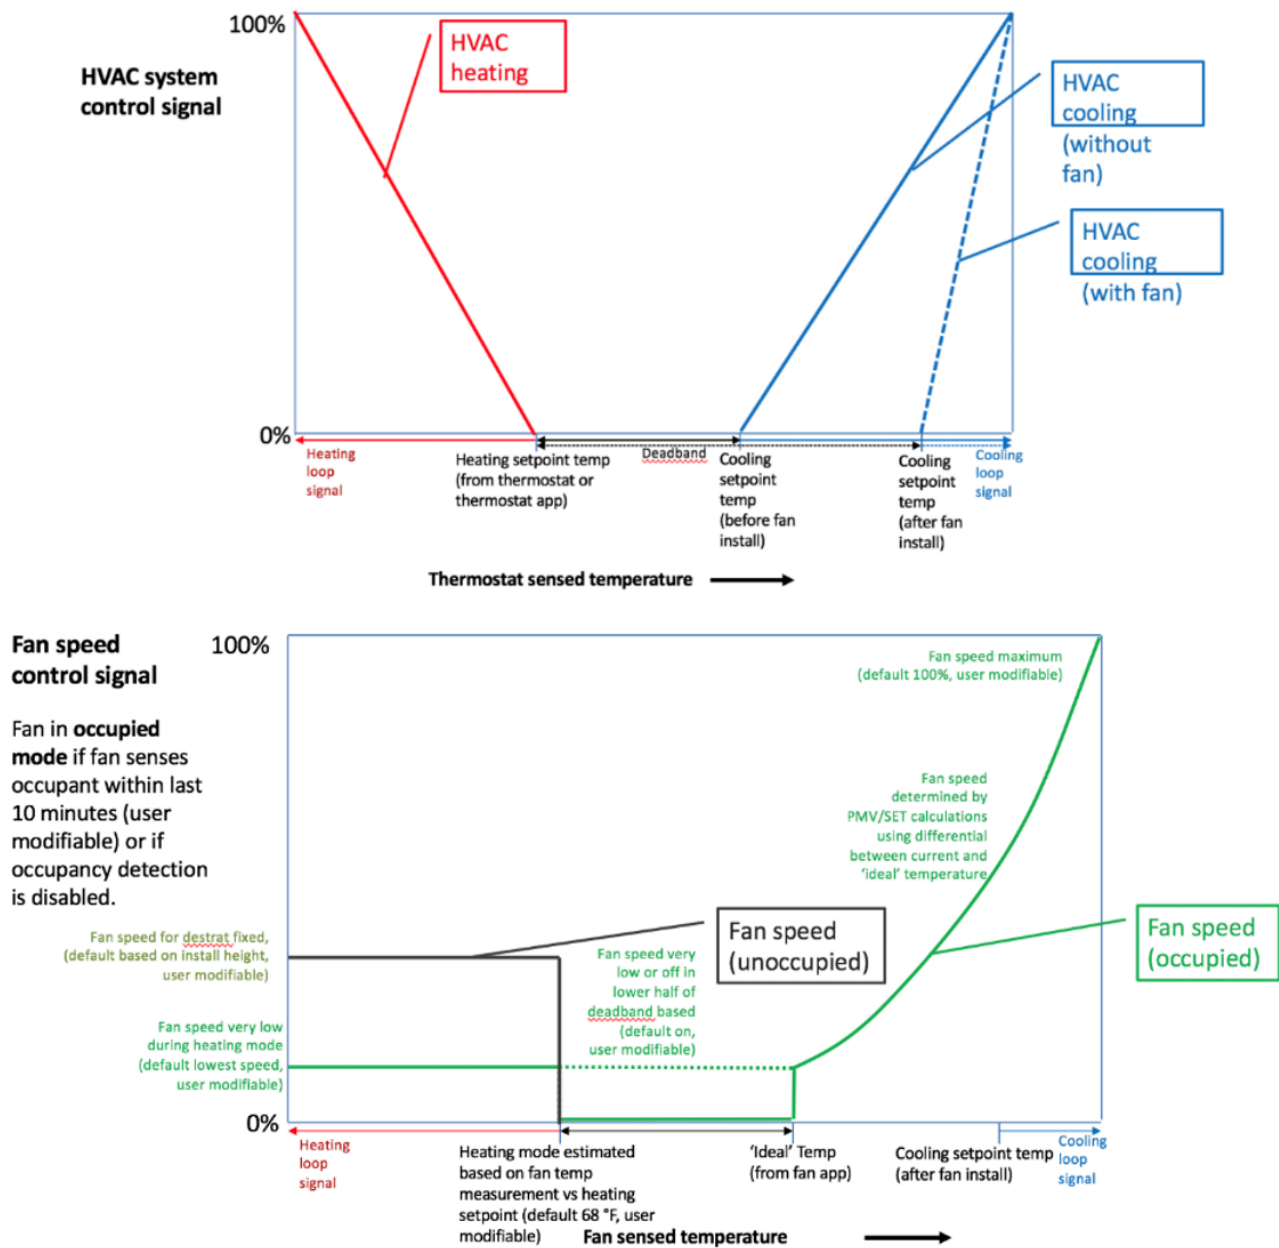 100%
HVAC system
control signal
HVAC
heating
HVAC
cooling
(without
fan)
HVAC
cooling
(with fan)
0%
Heating
loop
signal
Heating setpoint temp
(from thermostat or
thermostat app)
Deadband
Cooling
setpoint
temp
(before fan
install)
Cooling
setpoint
temp
(after fan
install)
Cooling
loop
signal
Thermostat sensed temperature
Fan speed
control signal
100%
Fan in occupied
mode if fan senses
occupant within last
10 minutes (user
modifiable) or if
occupancy detection
is disabled.
Fan speed maximum
(default 100%, user modifiable)
Fan speed
determined by
PMV/SET calculations
using differential
between current and
‘ideal’ temperature
Fan speed for destrat fixed,
(default based on install height,
user modifiable)
Fan speed very low
during heating mode
(default lowest speed,
user modifiable)
Fan speed very
low or off in
lower half of
deadband based
(default on,
user modifiable)
Fan speed
(unoccupied)
Fan speed
(occupied)
0%
Heating
loop
signal
Heating mode estimated
based on fan temp
measurement vs heating
setpoint (default 68 °F, user
modifiable)
‘Ideal’ Temp
(from fan app)
Cooling setpoint temp
(after fan install)
Cooling
loop
signal
Fan sensed temperature